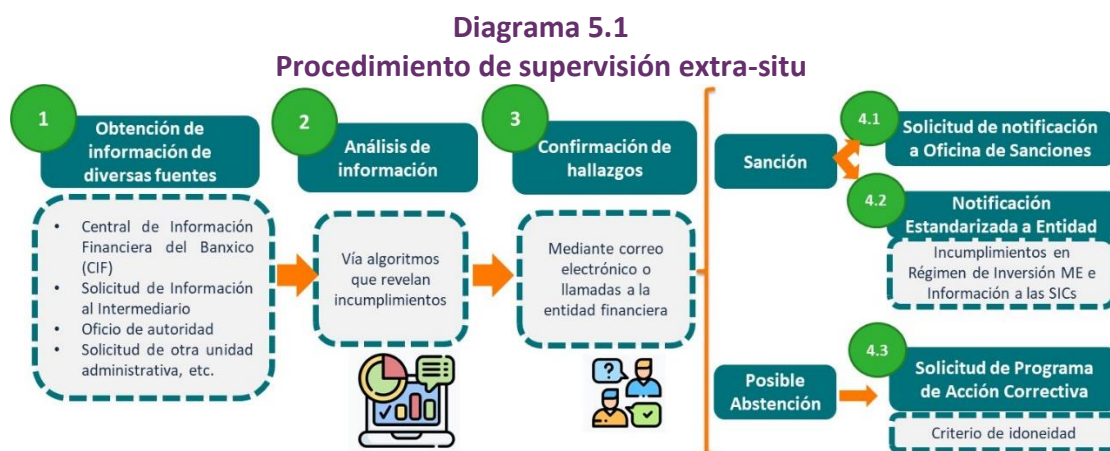 Diagrama 5.1
Procedimiento de supervisión extra-situ
1
Obtención de
información de
diversas fuentes
• Central de Información
Financiera del Banxico
(CIF)
• Solicitud de Información
al Intermediario
• Oficio de autoridad
• Solicitud de otra unidad
administrativa, etc.
2
Análisis de
información
Vía algoritmos
que revelan
incumplimientos
3
Confirmación de
hallazgos
Mediante correo
electrónico o
llamadas a la
entidad financiera
Sanción
4.1
Solicitud de notificación
a Oficina de Sanciones
4.2
Notificación
Estandarizada a Entidad
Incumplimientos en
Régimen de Inversión ME e
Información a las SICs
Posible
Abstención
4.3
Solicitud de Programa
de Acción Correctiva
Criterio de idoneidad